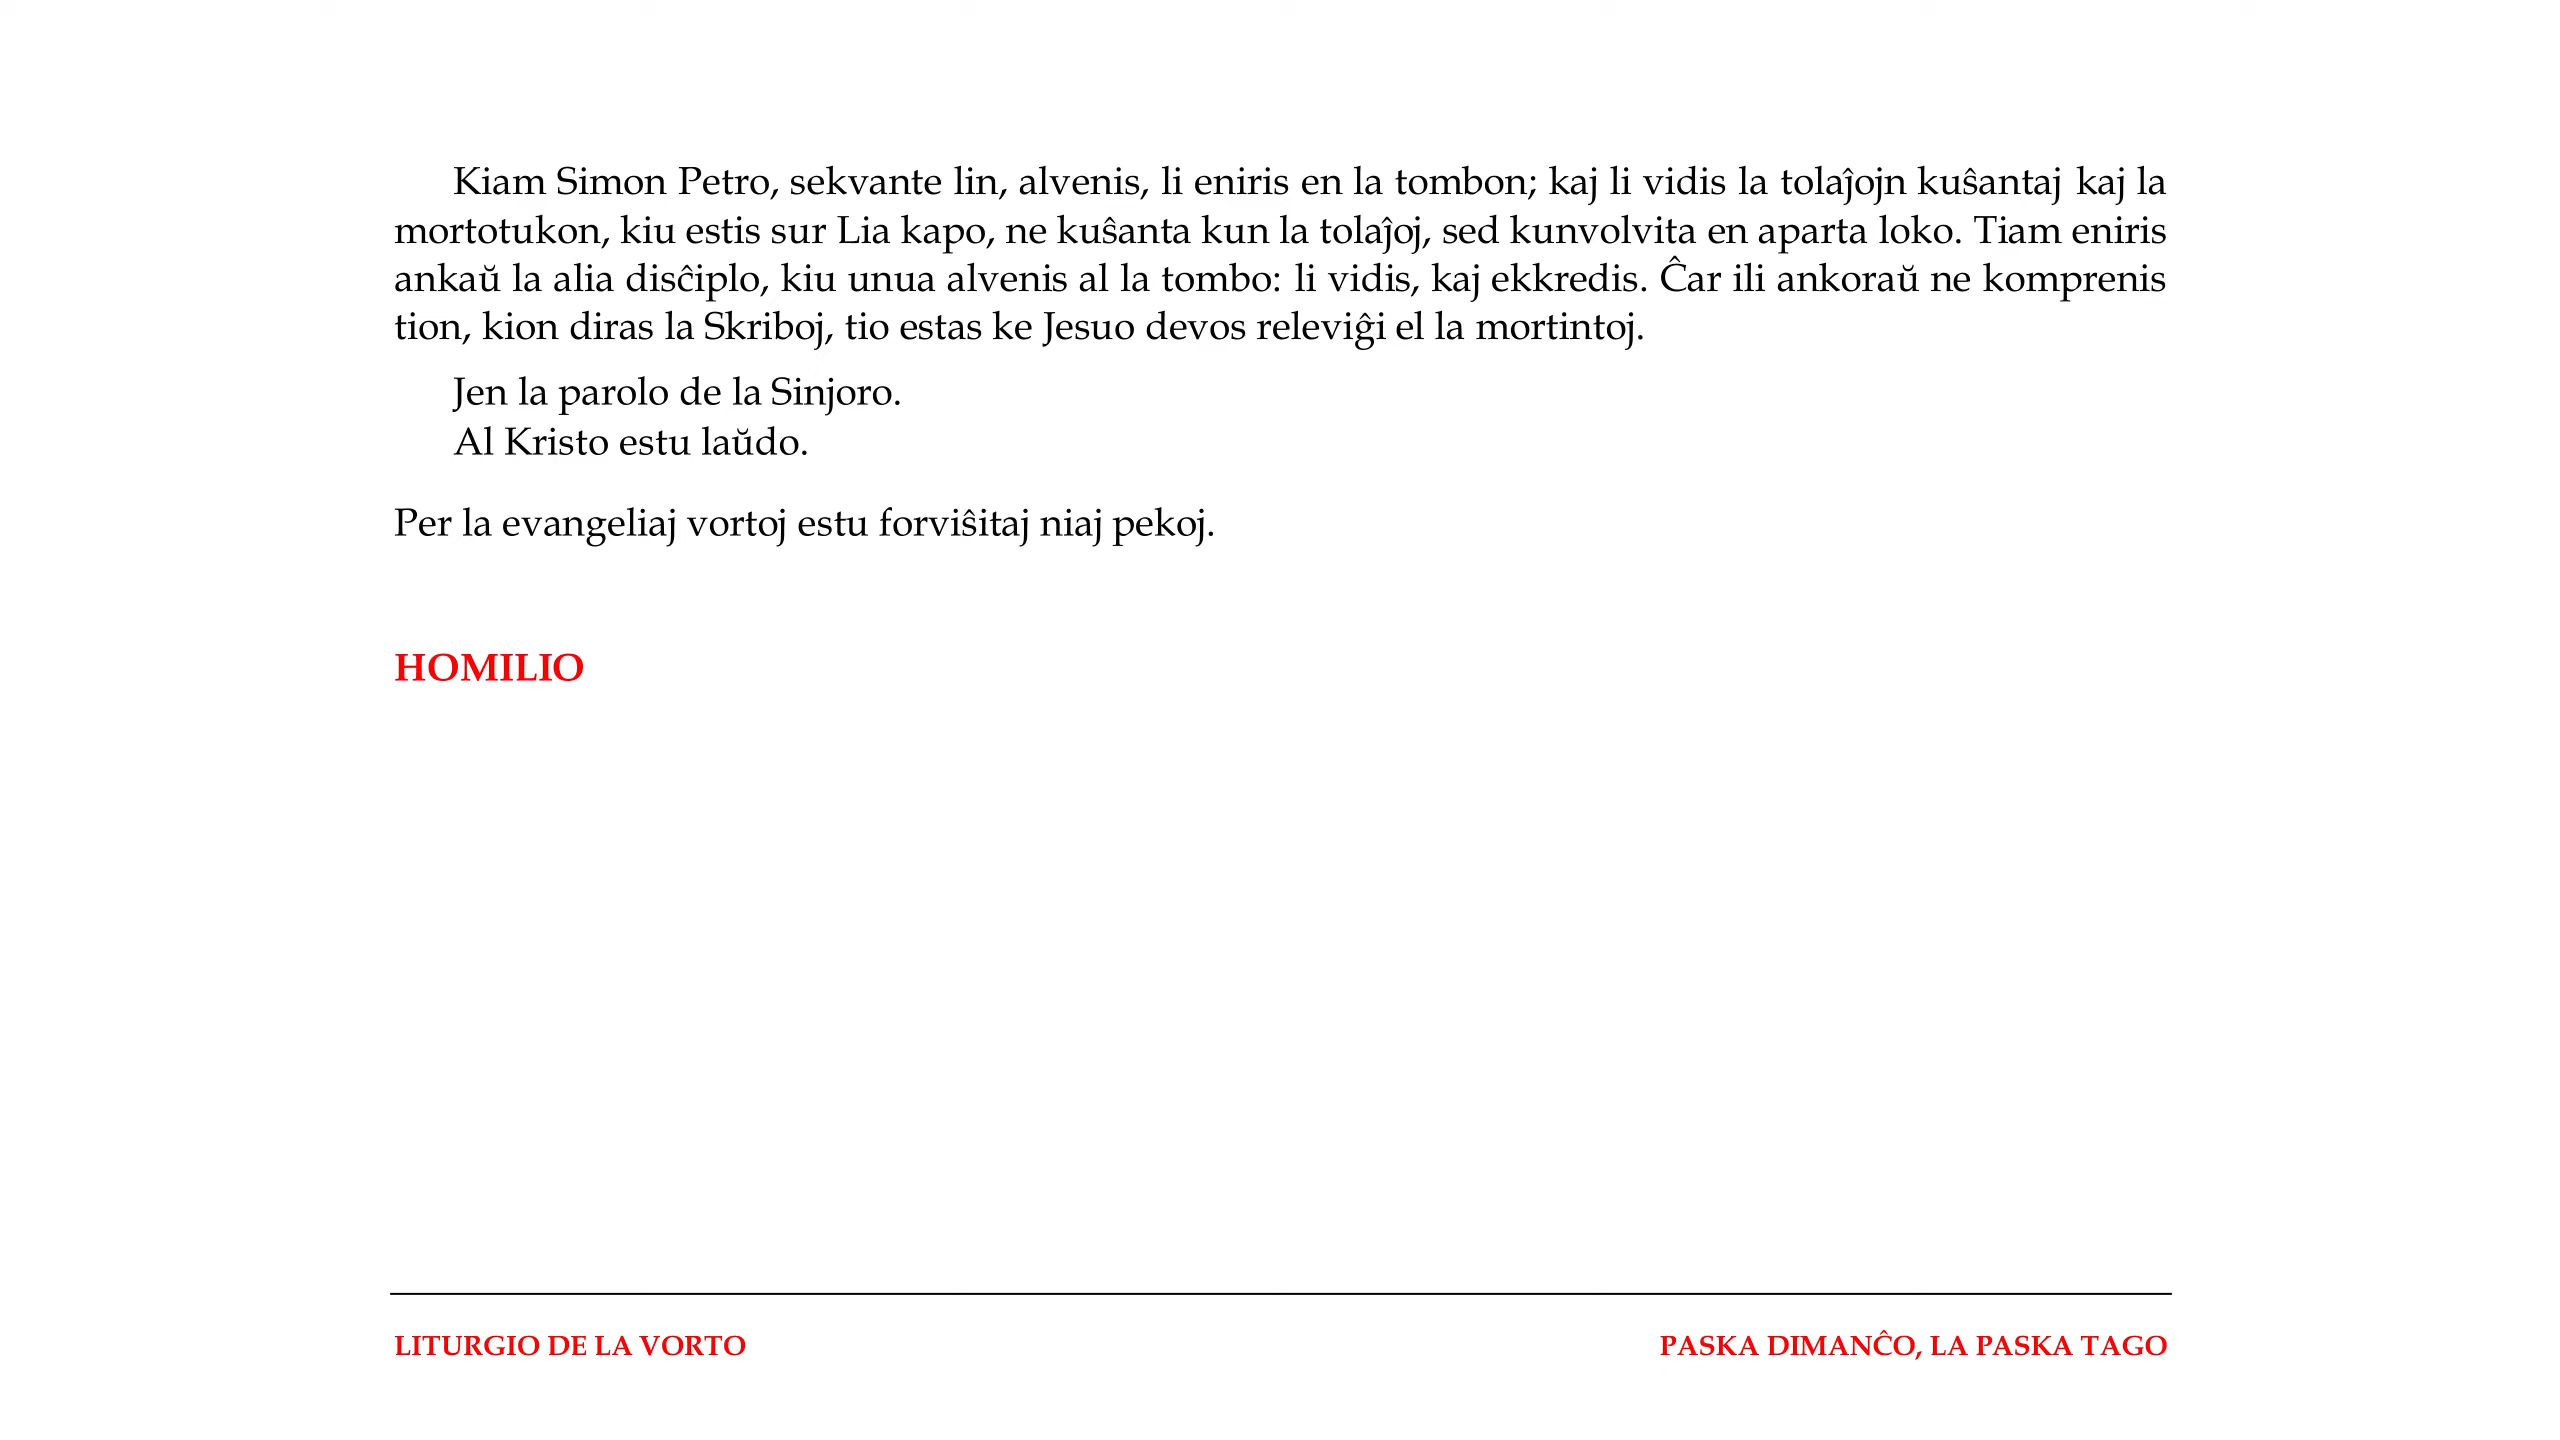 Kiam Simon Petro, sekvante lin, alvenis, li eniris en la tombon; kaj li vidis la tolaĵojn kuŝantaj kaj la
mortotukon, kiu estis sur Lia kapo, ne kuŝanta kun la tolaĵoj, sed kunvolvita en aparta loko. Tiam eniris
ankaŭ la alia disĉiplo, kiu unua alvenis al la tombo: li vidis, kaj ekkredis. Ĉar ili ankoraŭ ne komprenis
tion, kion diras la Skriboj, tio estas ke Jesuo devos releviĝi el la mortintoj.
Jen la parolo de la Sinjoro.
Al Kristo estu laŭdo.
Per la evangeliaj vortoj estu forviŝitaj niaj pekoj.
HOMILIO
LITURGIO DE LA VORTO
PASKA DIMANĈO, LA PASKA TAGO